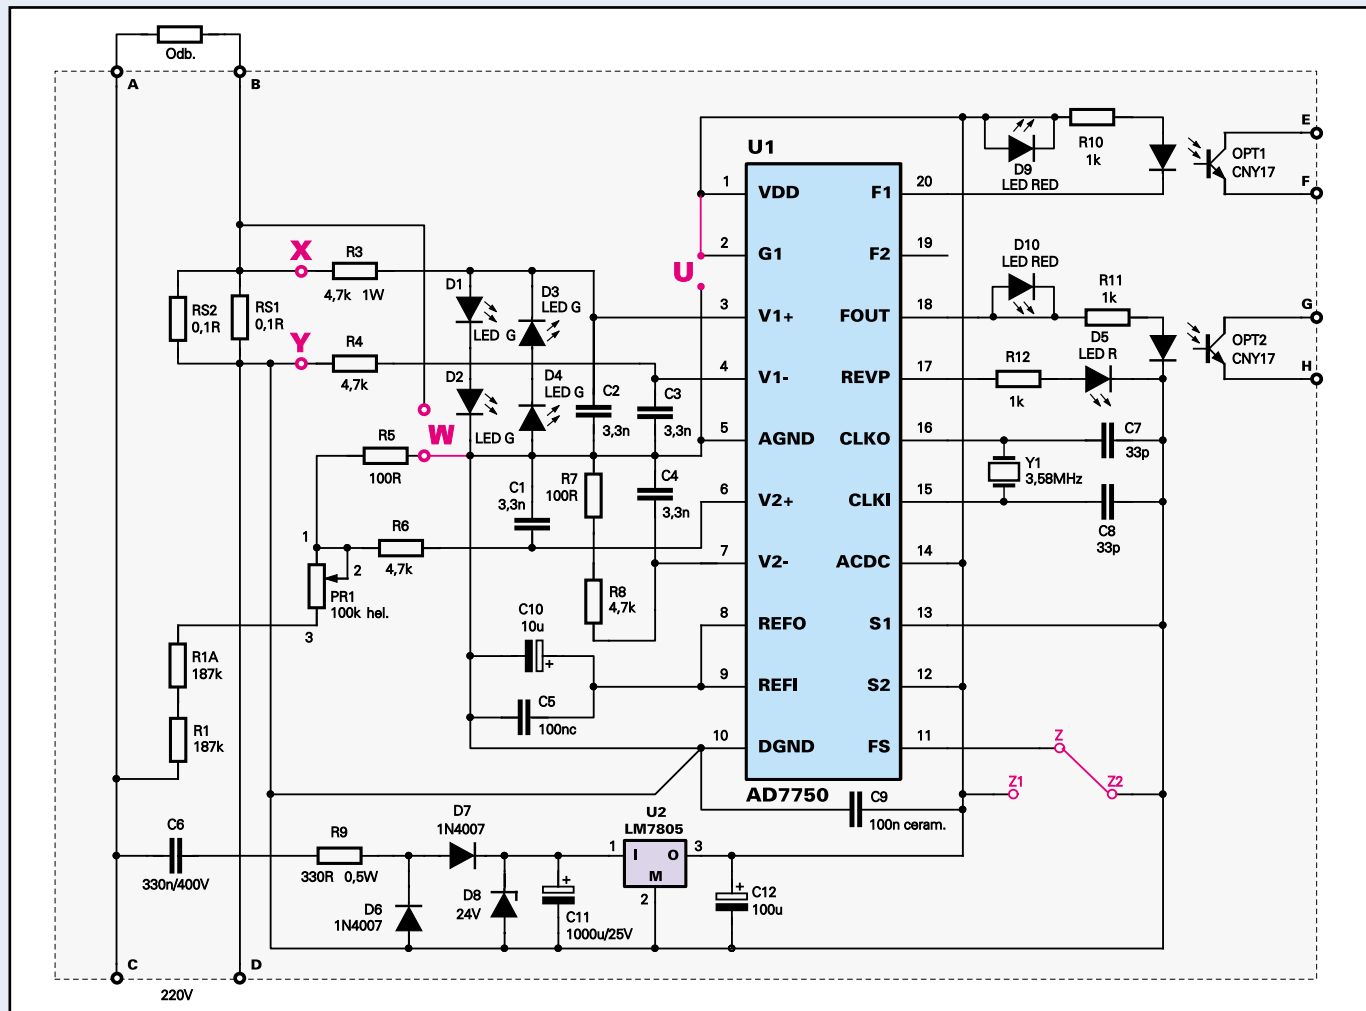 Odb.
A
B
E
U1
R10
1k
OPT1
CNY17
D9
LED RED
F
1
VDD
F1
20
X
R3
4,7k 1W
2
G1
F2
19
D10
LED RED
U
D1
LED G
D3
LED G
R11
1k
G
RS2
0,1R
RS1
0,1R
3
V1+
FOUT
18
OPT2
CNY17
Y
R4
4,7k
D5
LED R
R12
1k
H
4
V1-
REVP
17
D2
LED G
D4
LED G
C2
3,3n
C3
3,3n
W
R5
100R
5
AGND
CLKO
16
C7
33p
Y1
3,58MHz
C1
3,3n
R7
100R
C4
3,3n
6
V2+
CLKI
15
C8
33p
1
R6
4,7k
2
PR1
100k hel.
3
7
V2-
ACDC
14
R8
4,7k
C10
10u
+
8
REFO
S1
13
R1A
187k
9
REFI
S2
12
C5
100nc
R1
187k
10
DGND
FS
11
Z
Z1
Z2
AD7750
C9
100n ceram.
C6
330n/400V
R9
330R 0,5W
D7
1N4007
U2
LM7805
1
I
O
3
M
2
D6
1N4007
D8
24V
+
C11
1000u/25V
+
C12
100u
C
D
220V